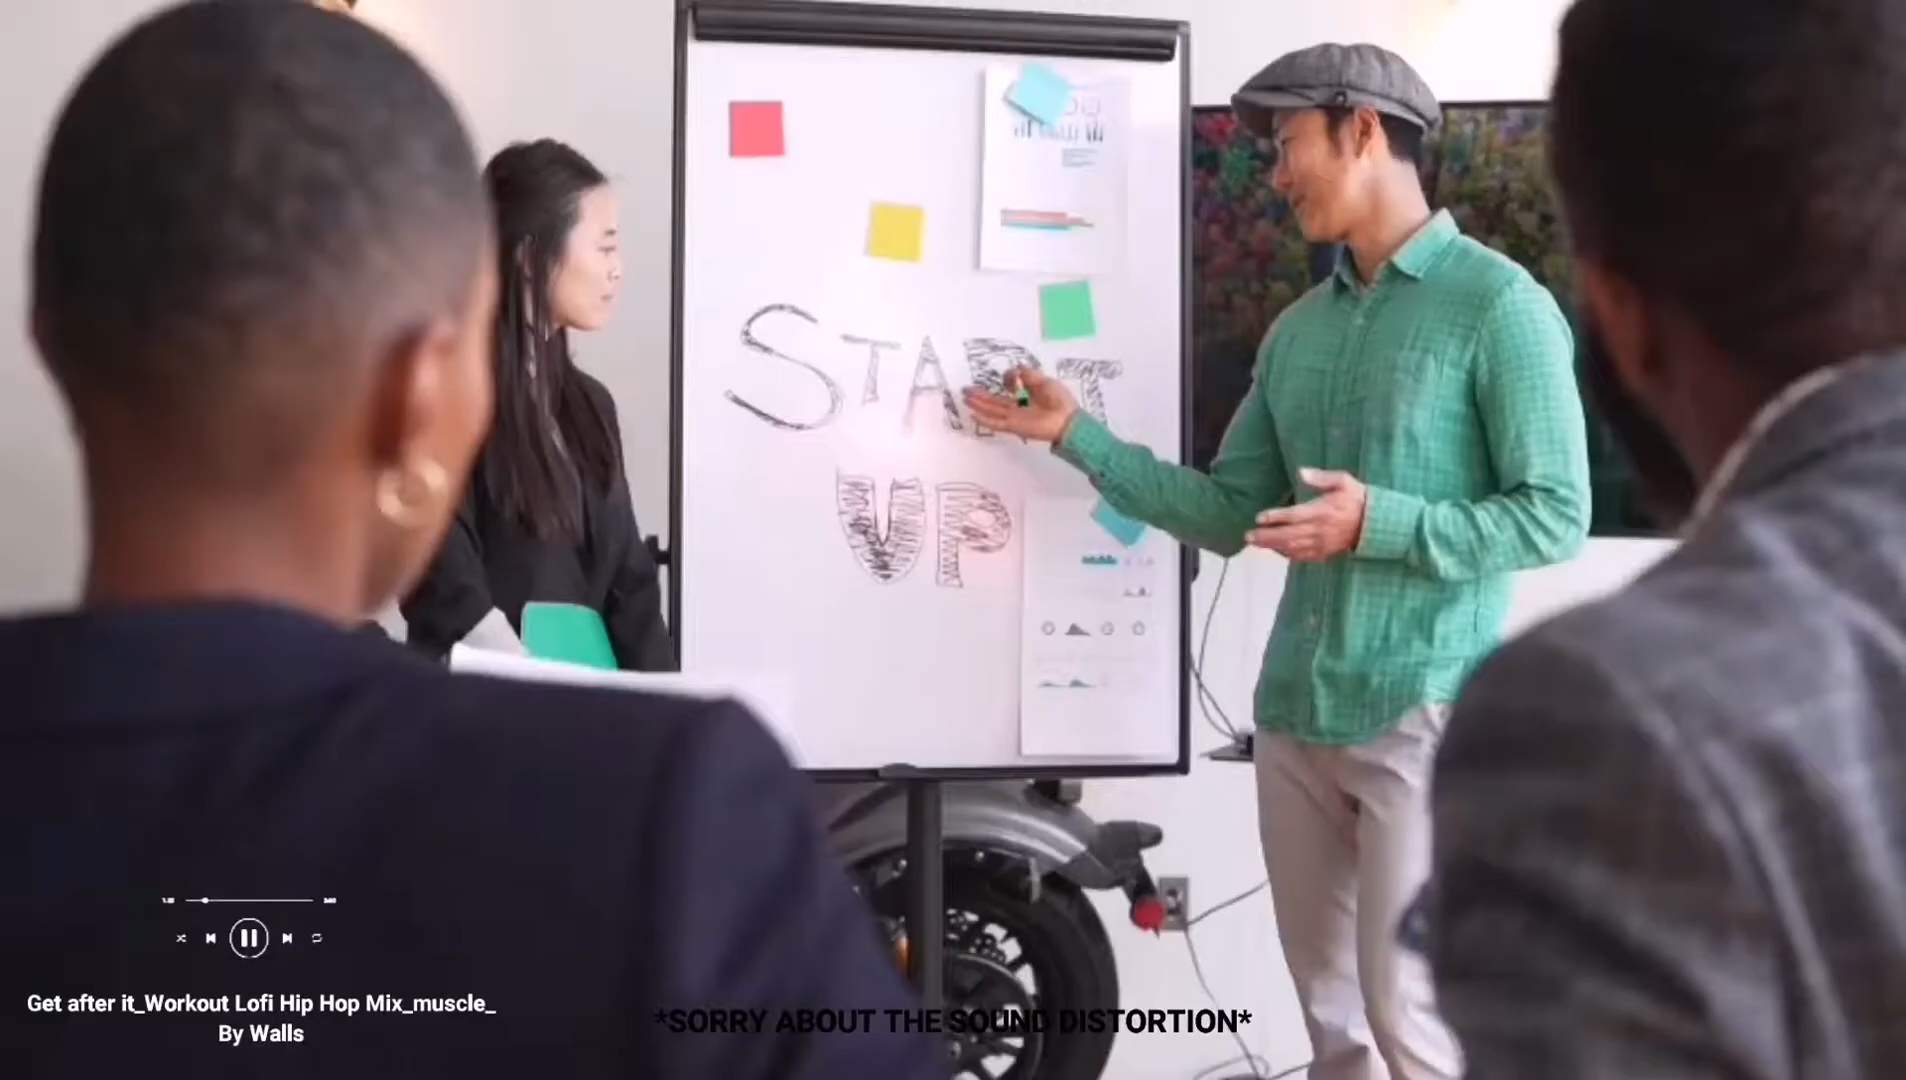 START
UP
Get after it_Workout Lofi Hip Hop Mix_muscle_
By Walls
*SORRY ABOUT THE SOUND DISTORTION*